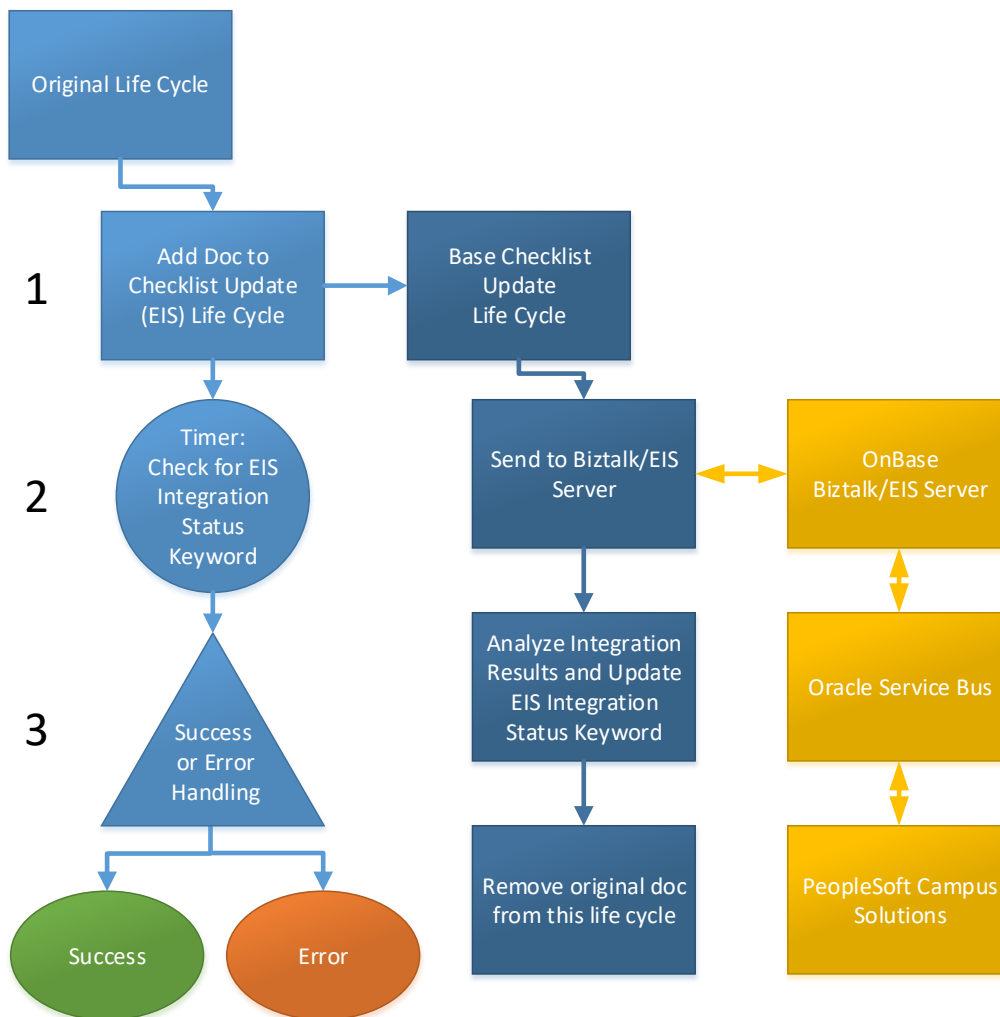 Original Life Cycle
1
Add Doc to
Checklist Update
(EIS) Life Cycle
Base Checklist
Update
Life Cycle
2
Timer:
Check for EIS
Integration
Status
Keyword
Send to Biztalk/EIS
Server
OnBase
Biztalk/EIS Server
3
Success
or Error
Handling
Analyze Integration
Results and Update
EIS Integration
Status Keyword
Oracle Service Bus
Success
Error
Remove original doc
from this life cycle
PeopleSoft Campus
Solutions